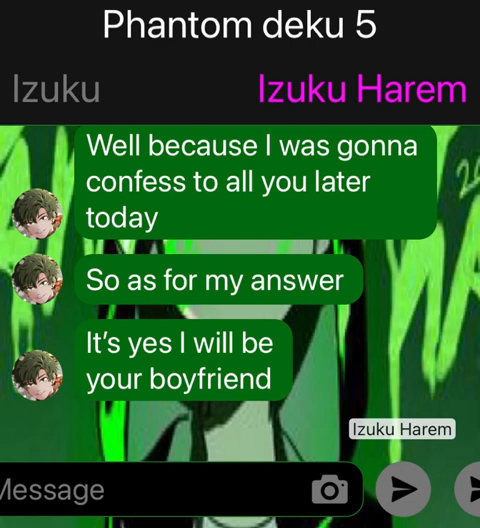 Phantom deku 5
Izuku
Izuku Harem
Well because I was gonna
confess to all you later
today
So as for my answer
It’s yes I will be
your boyfriend
Izuku Harem
Message